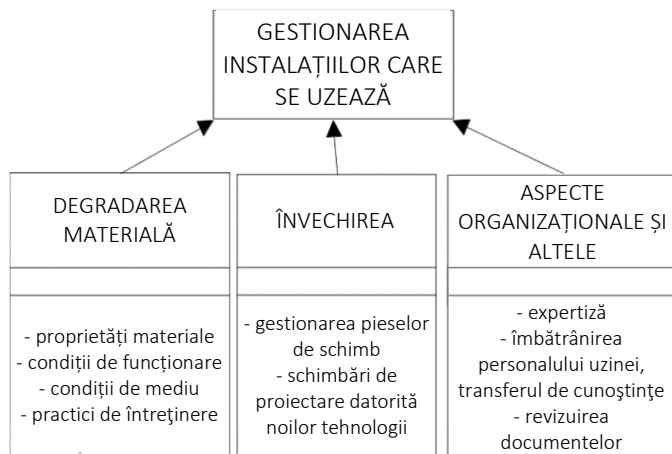 GESTIONAREA
INSTALAȚIILOR CARE
SE UZEAZĂ
DEGRADAREA
MATERIALĂ
- proprietăți materiale
- condiții de funcționare
- condiții de mediu
- practici de întreţinere
ÎNVECHIREA
- gestionarea pieselor
de schimb
- schimbări de
proiectare datorită
noilor tehnologii
ASPECTE
ORGANIZAȚIONALE ȘI
ALTELE
- expertiză
- îmbătrânirea
personalului uzinei,
transferul de cunoştinţe
- revizuirea
documentelor